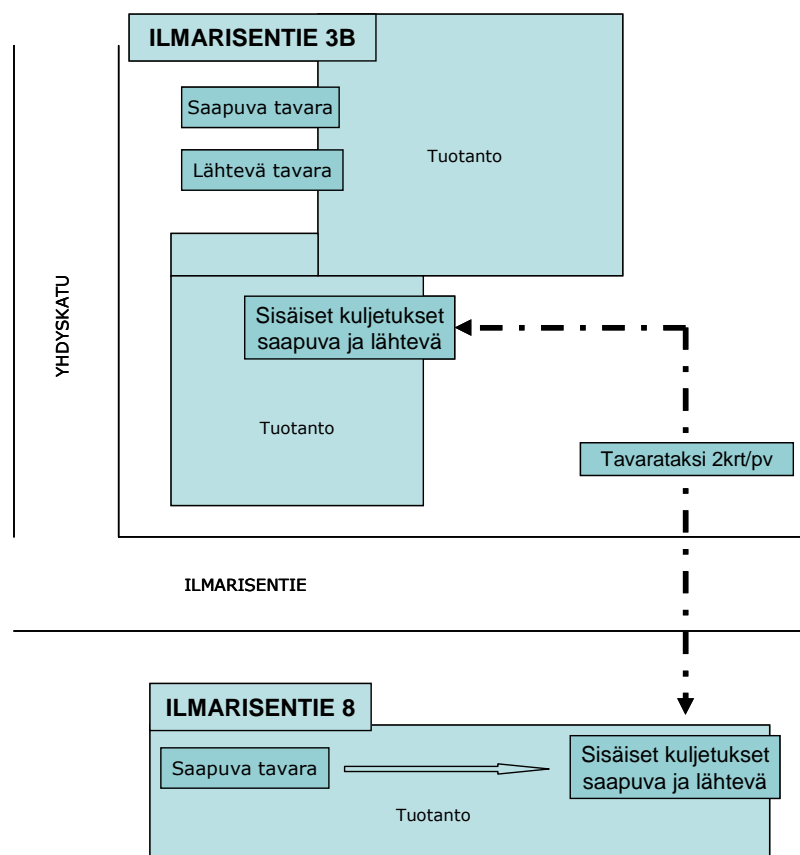 ILMARISENTIE 3B
Saapuva tavara
Lähtevä tavara
Tuotanto
YHDYSKATU
Sisäiset kuljetukset
saapuva ja lähtevä
Tuotanto
Tavarataksi 2krt/pv
ILMARISENTIE
ILMARISENTIE 8
Saapuva tavara
Sisäiset kuljetukset
saapuva ja lähtevä
Tuotanto